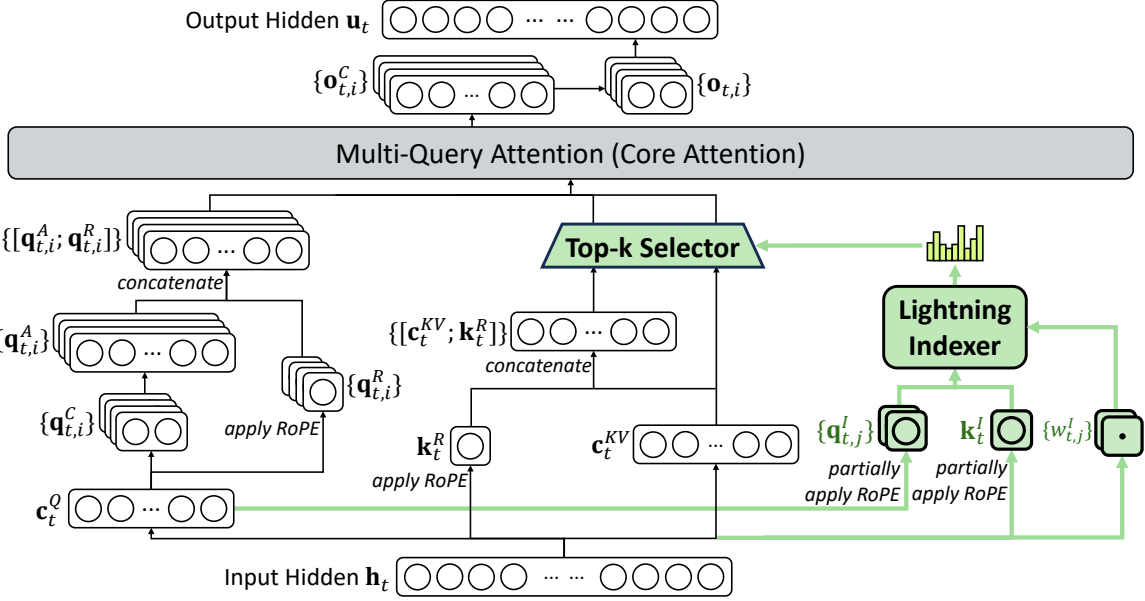 Output Hidden u_t
{o^C_{t,i}}
{o_{t,i}}
Multi-Query Attention (Core Attention)
{[q^A_{t,i}; q^R_{t,i}]}
Top-k Selector
concatenate
Lightning
Indexer
{q^A_{t,i}}
{[c^{KV}_t; k^R_t]}
concatenate
{q^R_{t,i}}
{q^C_{t,i}}
apply RoPE
k^R_t
c^{KV}_t
{q^I_{t,j}}
k^I_t
{w^I_{t,j}}
apply RoPE
partially
apply RoPE
partially
apply RoPE
c^Q_t
Input Hidden h_t